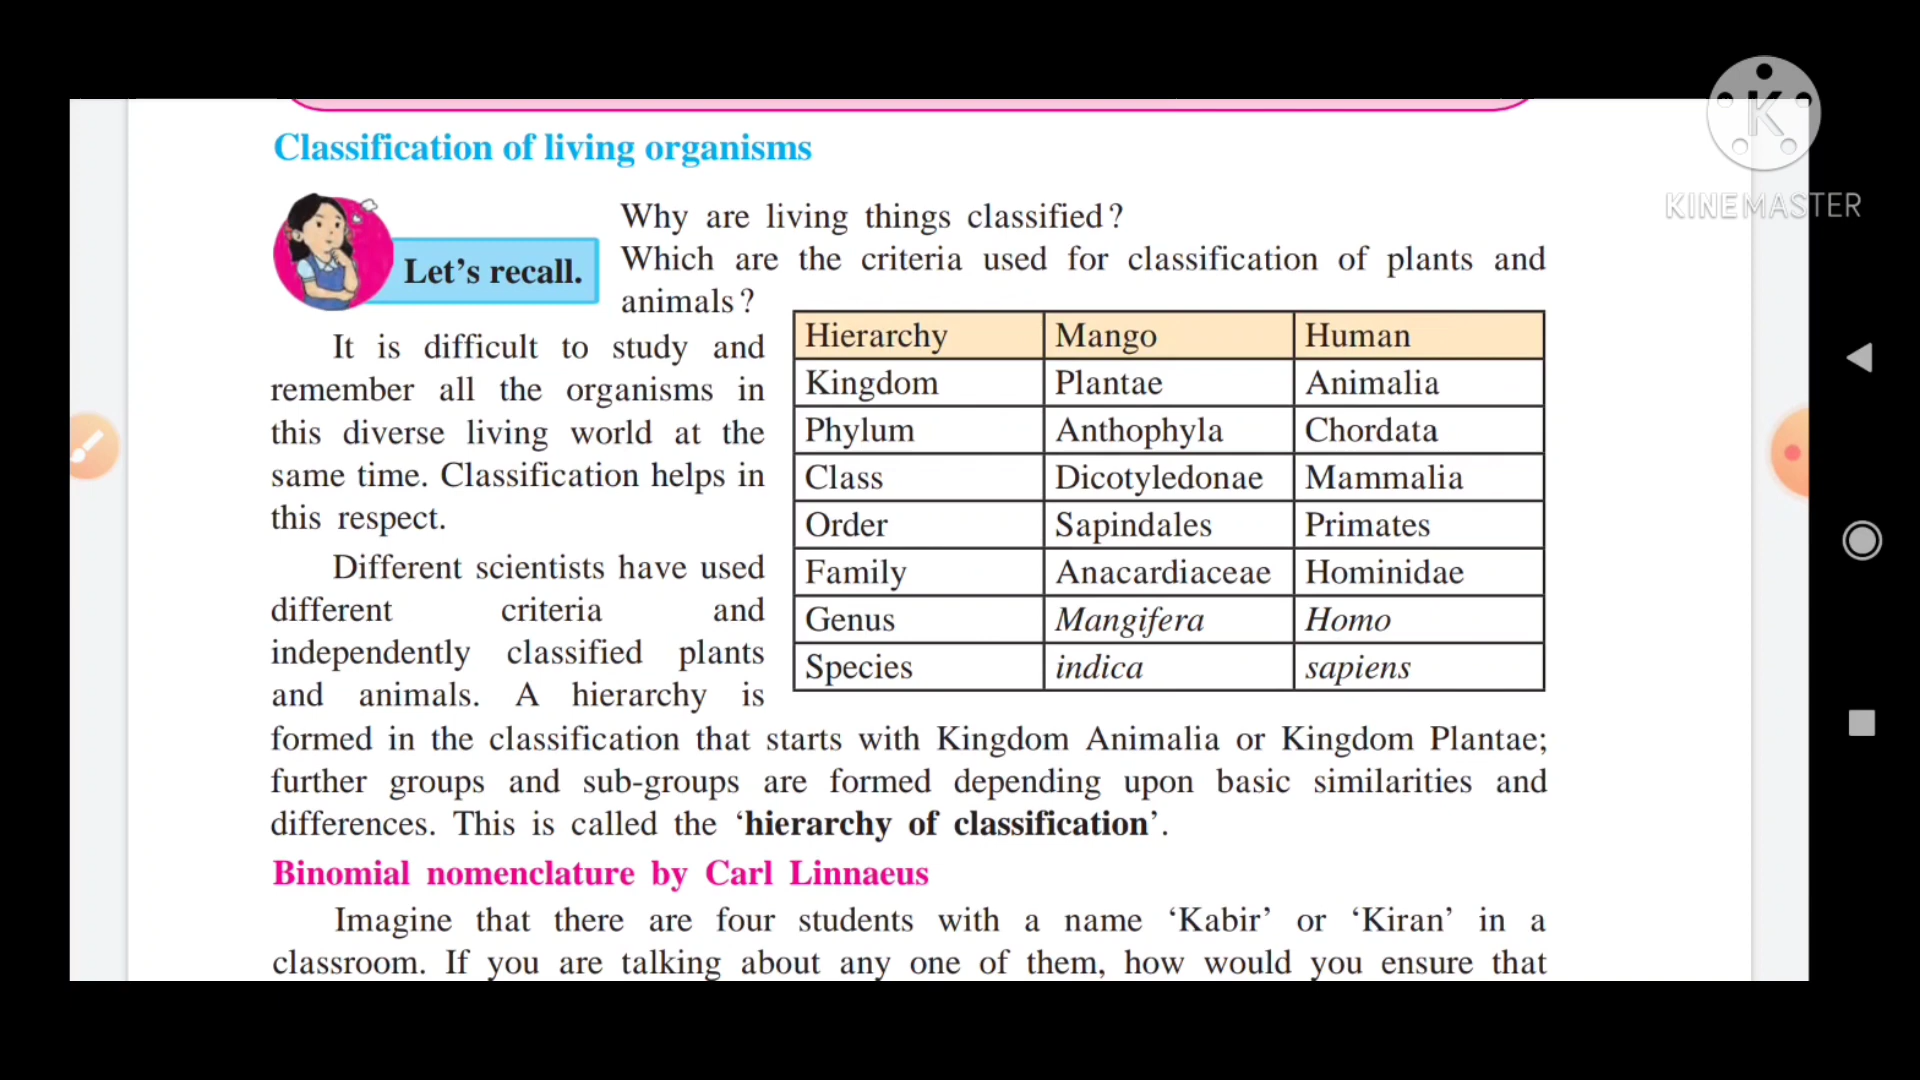 Classification of living organisms
Let’s recall.
Why are living things classified?
Which are the criteria used for classification of plants and
animals?
It is difficult to study and
remember all the organisms in
this diverse living world at the
same time. Classification helps in
this respect.
Different scientists have used
different criteria and
independently classified plants
and animals. A hierarchy is
Hierarchy Mango Human
Kingdom Plantae Animalia
Phylum Anthophyla Chordata
Class Dicotyledonae Mammalia
Order Sapindales Primates
Family Anacardiaceae Hominidae
Genus Mangifera Homo
Species indica sapiens
formed in the classification that starts with Kingdom Animalia or Kingdom Plantae;
further groups and sub-groups are formed depending upon basic similarities and
differences. This is called the ‘hierarchy of classification’.
Binomial nomenclature by Carl Linnaeus
Imagine that there are four students with a name ‘Kabir’ or ‘Kiran’ in a
classroom. If you are talking about any one of them, how would you ensure that
K
KINEMASTER